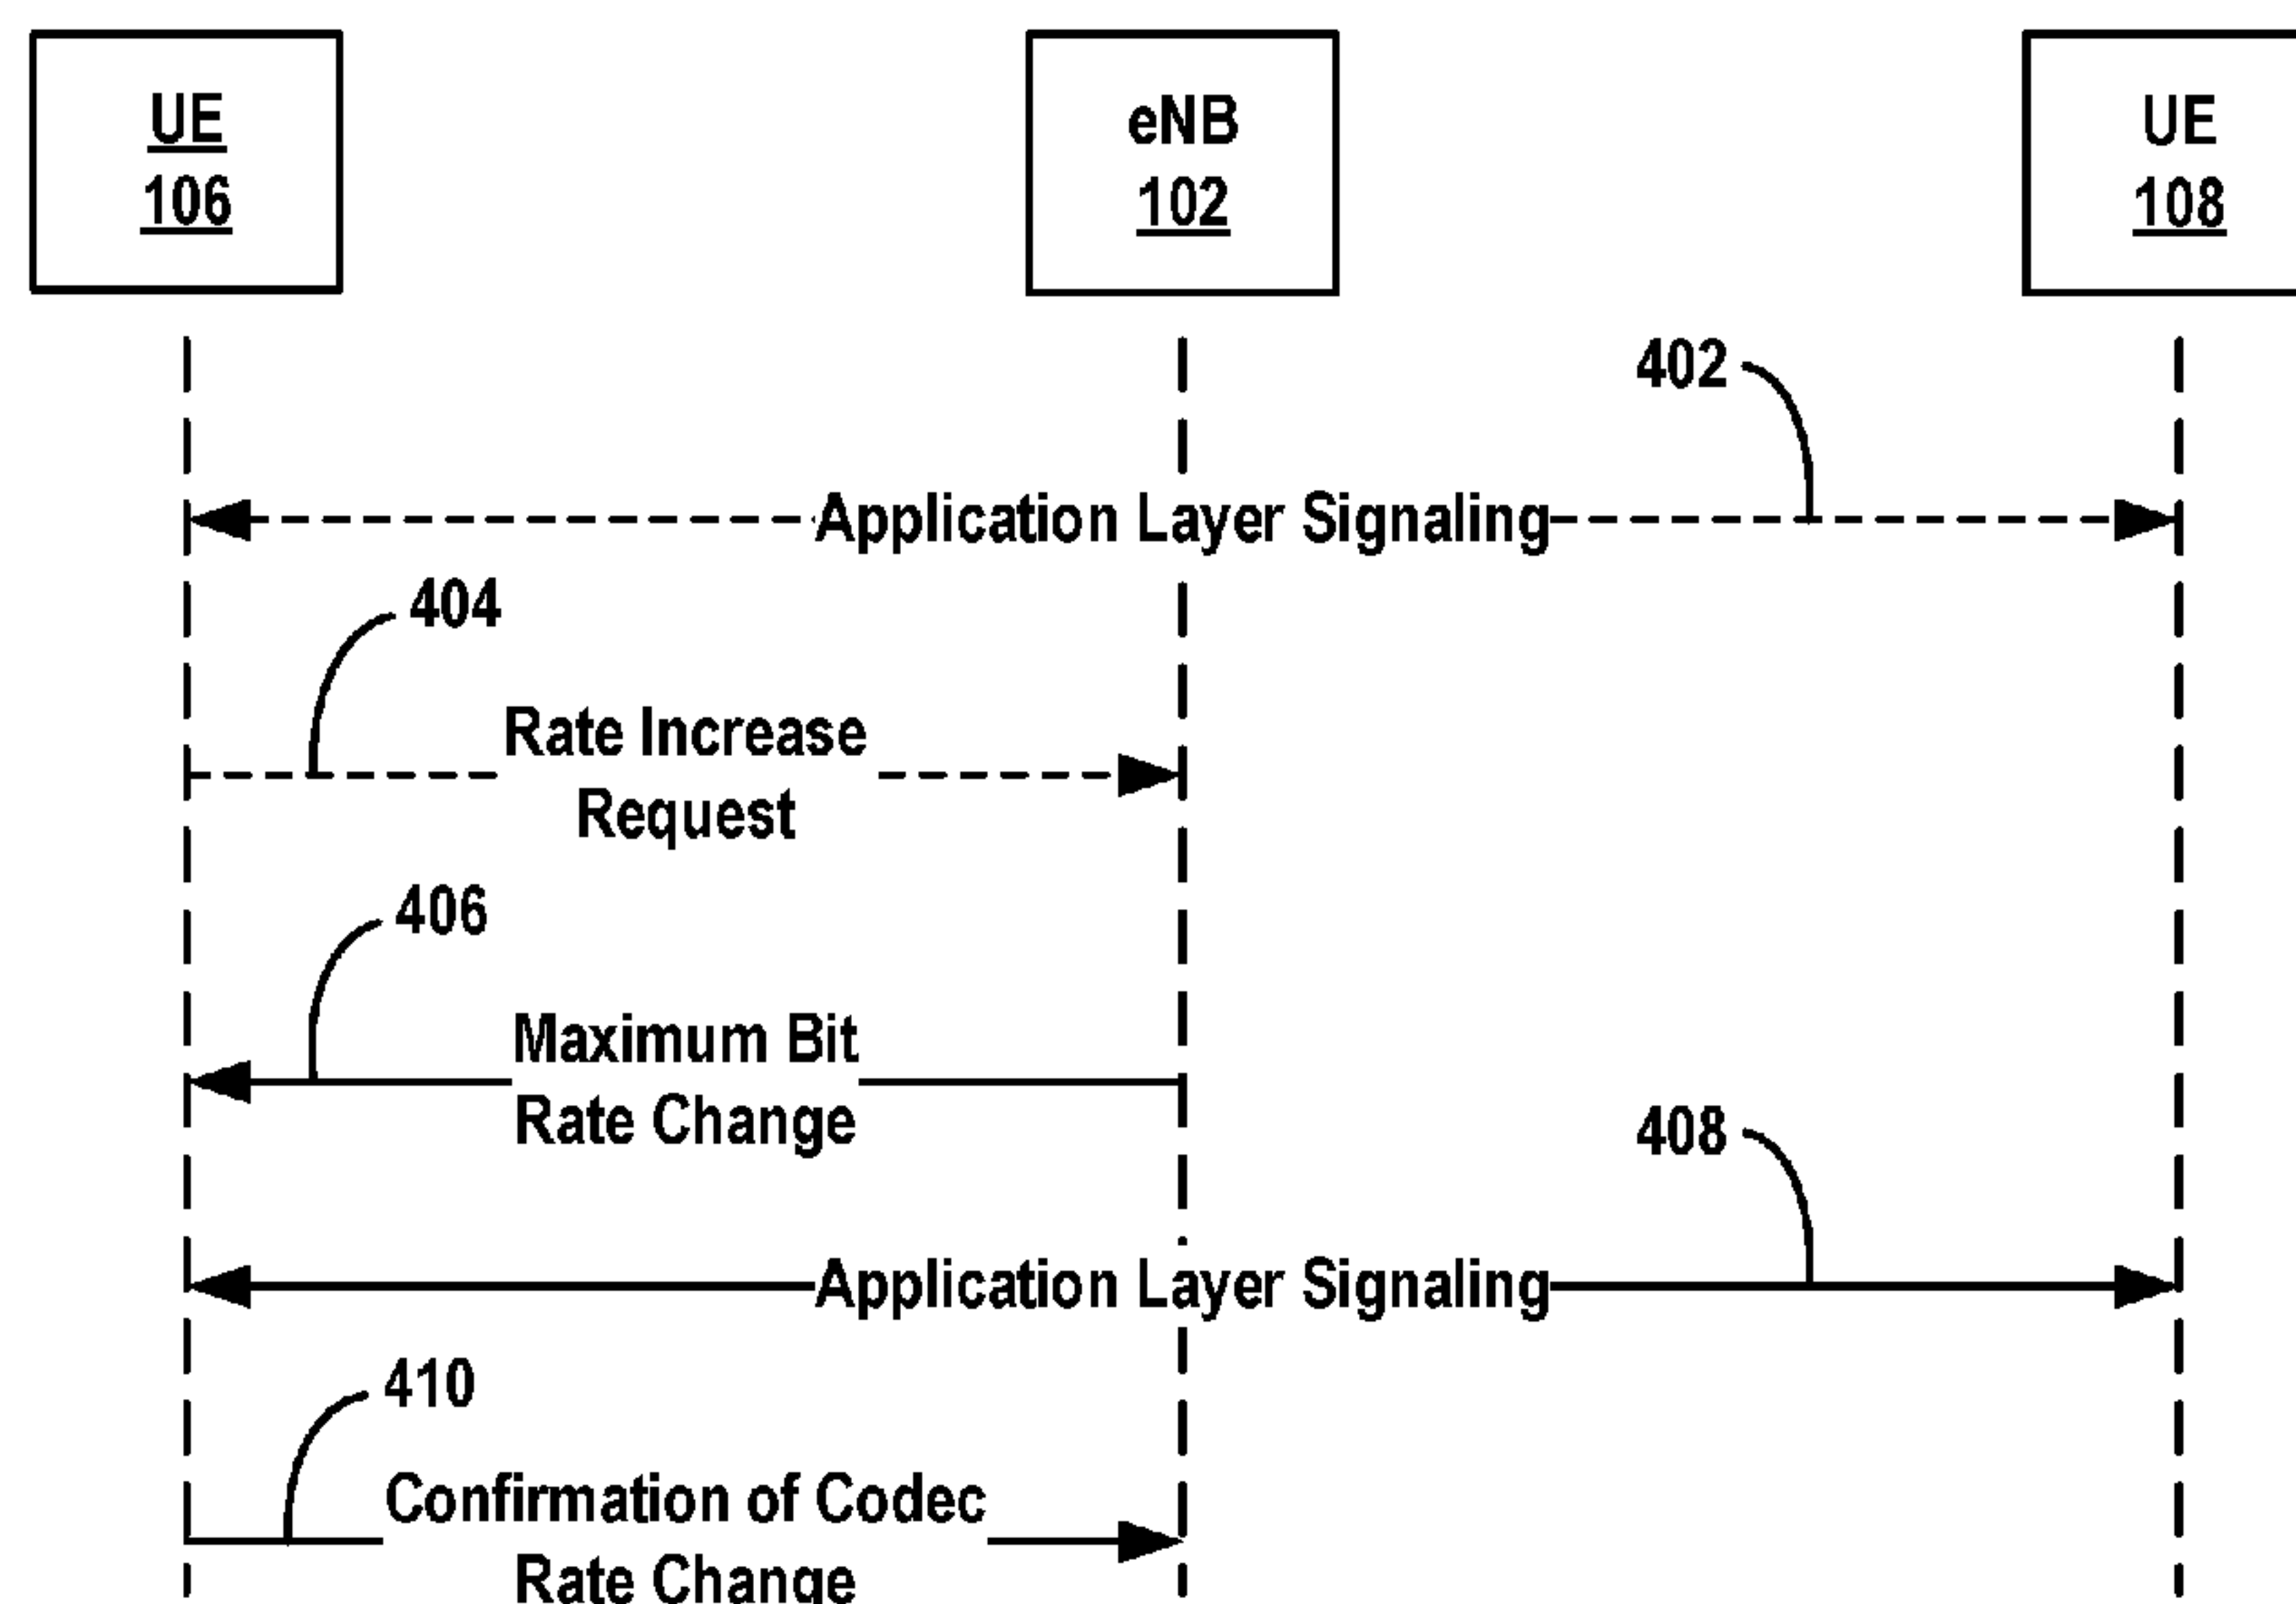 UE
106
eNB
102
UE
108
402
Application Layer Signaling
404
Rate Increase
Request
406
Maximum Bit
Rate Change
408
Application Layer Signaling
410
Confirmation of Codec
Rate Change